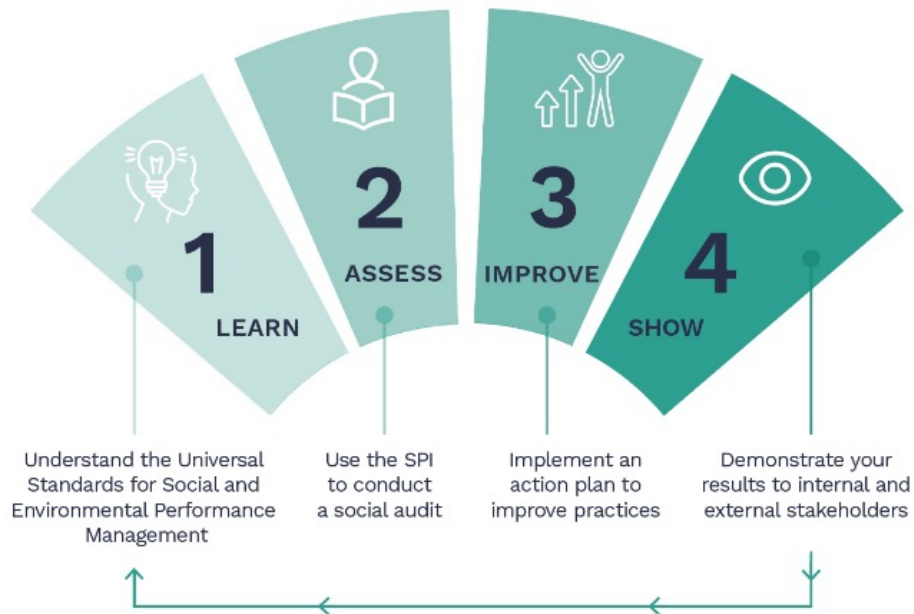 1
LEARN
2
ASSESS
3
IMPROVE
4
SHOW
Understand the Universal
Standards for Social and
Environmental Performance
Management
Use the SPI
to conduct
a social audit
Implement an
action plan to
improve practices
Demonstrate your
results to internal and
external stakeholders